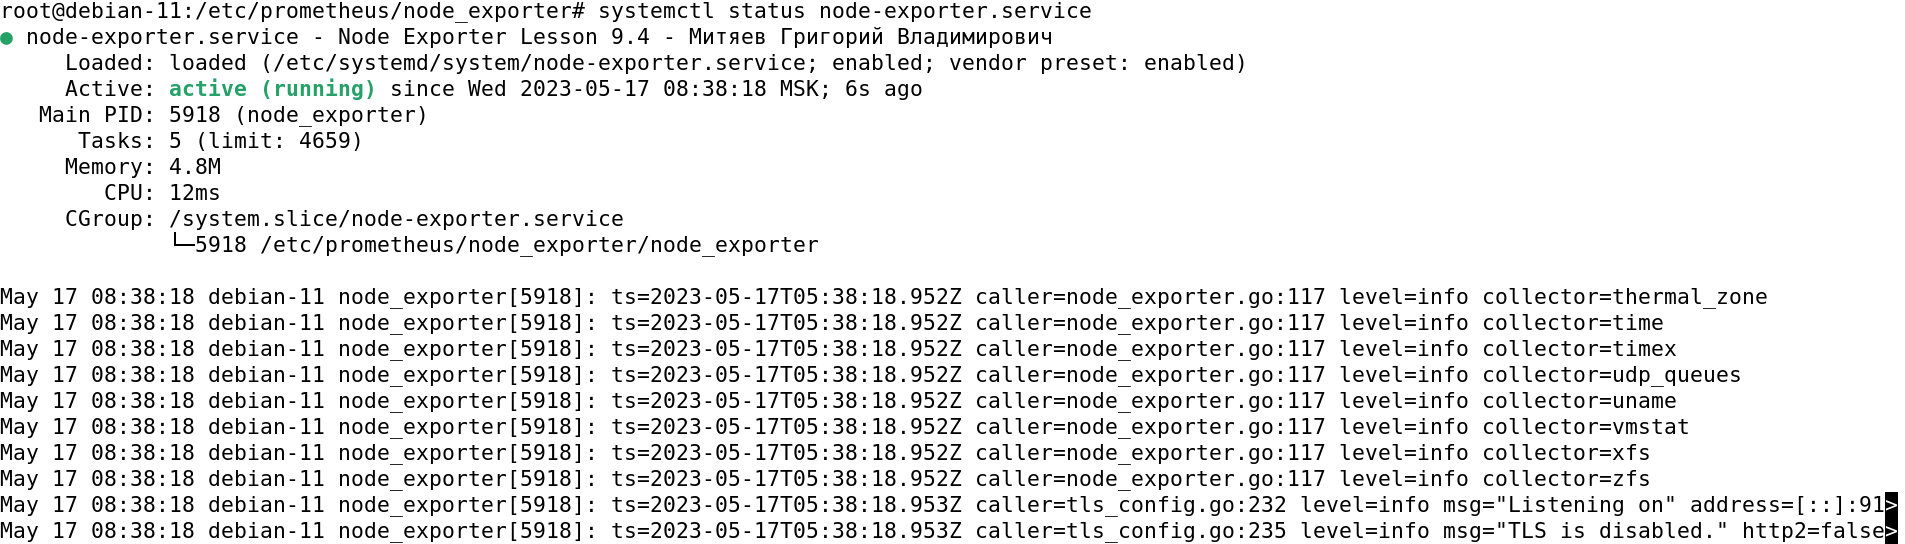 root@debian-11:/etc/prometheus/node_exporter# systemctl status node-exporter.service
● node-exporter.service - Node Exporter Lesson 9.4 - Митяев Григорий Владимирович
     Loaded: loaded (/etc/systemd/system/node-exporter.service; enabled; vendor preset: enabled)
     Active: active (running) since Wed 2023-05-17 08:38:18 MSK; 6s ago
   Main PID: 5918 (node_exporter)
      Tasks: 5 (limit: 4659)
     Memory: 4.8M
        CPU: 12ms
     CGroup: /system.slice/node-exporter.service
             └─5918 /etc/prometheus/node_exporter/node_exporter

May 17 08:38:18 debian-11 node_exporter[5918]: ts=2023-05-17T05:38:18.952Z caller=node_exporter.go:117 level=info collector=thermal_zone
May 17 08:38:18 debian-11 node_exporter[5918]: ts=2023-05-17T05:38:18.952Z caller=node_exporter.go:117 level=info collector=time
May 17 08:38:18 debian-11 node_exporter[5918]: ts=2023-05-17T05:38:18.952Z caller=node_exporter.go:117 level=info collector=timex
May 17 08:38:18 debian-11 node_exporter[5918]: ts=2023-05-17T05:38:18.952Z caller=node_exporter.go:117 level=info collector=udp_queues
May 17 08:38:18 debian-11 node_exporter[5918]: ts=2023-05-17T05:38:18.952Z caller=node_exporter.go:117 level=info collector=uname
May 17 08:38:18 debian-11 node_exporter[5918]: ts=2023-05-17T05:38:18.952Z caller=node_exporter.go:117 level=info collector=vmstat
May 17 08:38:18 debian-11 node_exporter[5918]: ts=2023-05-17T05:38:18.952Z caller=node_exporter.go:117 level=info collector=xfs
May 17 08:38:18 debian-11 node_exporter[5918]: ts=2023-05-17T05:38:18.952Z caller=node_exporter.go:117 level=info collector=zfs
May 17 08:38:18 debian-11 node_exporter[5918]: ts=2023-05-17T05:38:18.953Z caller=tls_config.go:232 level=info msg="Listening on" address=[::]:91>
May 17 08:38:18 debian-11 node_exporter[5918]: ts=2023-05-17T05:38:18.953Z caller=tls_config.go:235 level=info msg="TLS is disabled." http2=false>